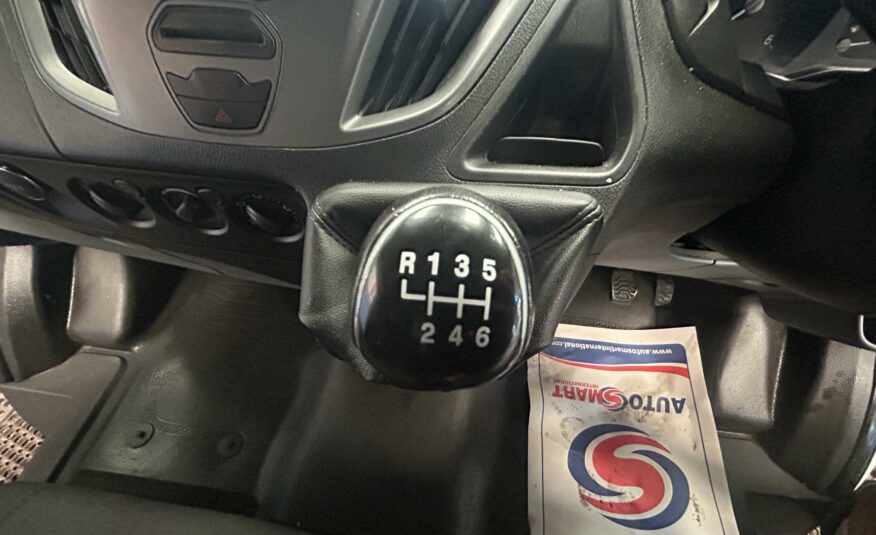 R 1 3 5
2 4 6
www.autosmartinternational.com
AUTOSMART
INTERNATIONAL